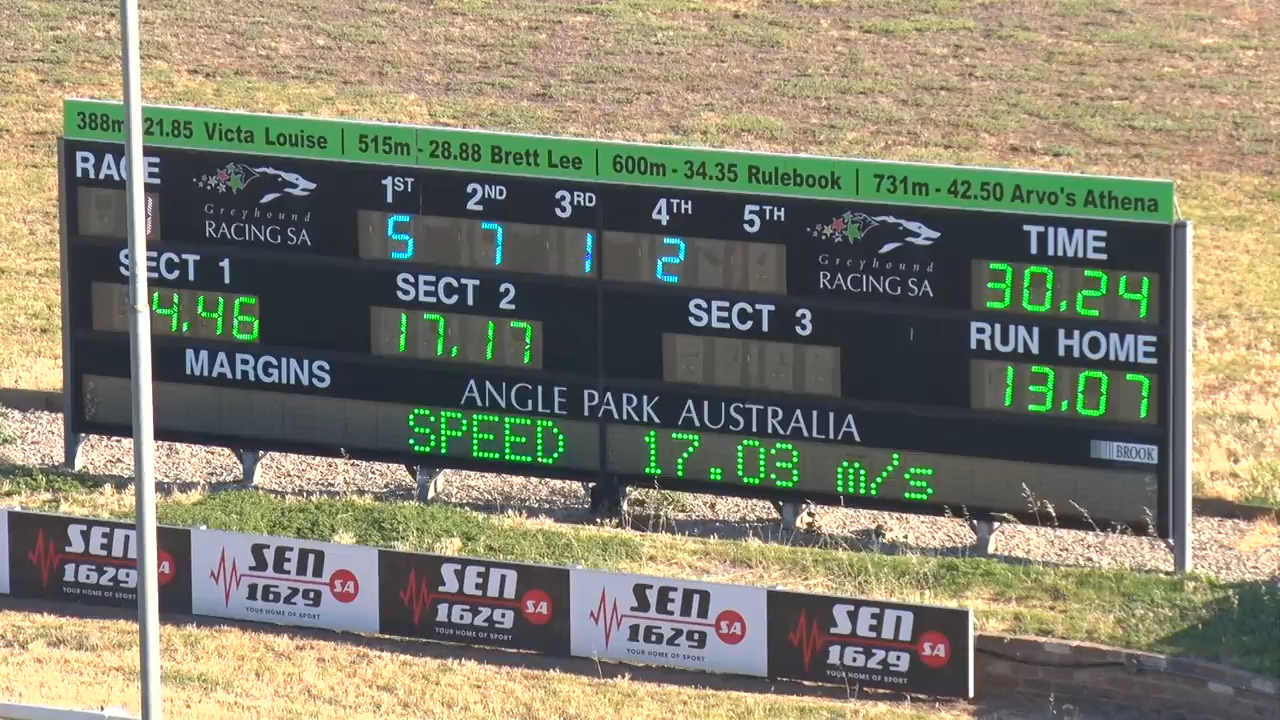 388m 21.85 Victa Louise | 515m - 28.88 Brett Lee | 600m - 34.35 Rulebook | 731m - 42.50 Arvo's Athena
RACE
Greyhound
RACING SA
1ST 2ND 3RD 4TH 5TH
5 7 1 2
Greyhound
RACING SA
TIME
30.24
SECT 1
4.46
SECT 2
17.17
SECT 3
RUN HOME
13.07
MARGINS
ANGLE PARK AUSTRALIA
SPEED 17.03 m/s
BROOK
SEN
1629
YOUR HOME OF SPORT
SEN
1629 SA
YOUR HOME OF SPORT
SEN
1629 SA
YOUR HOME OF SPORT
SEN
1629 SA
YOUR HOME OF SPORT
SEN
1629 SA
YOUR HOME OF SPORT